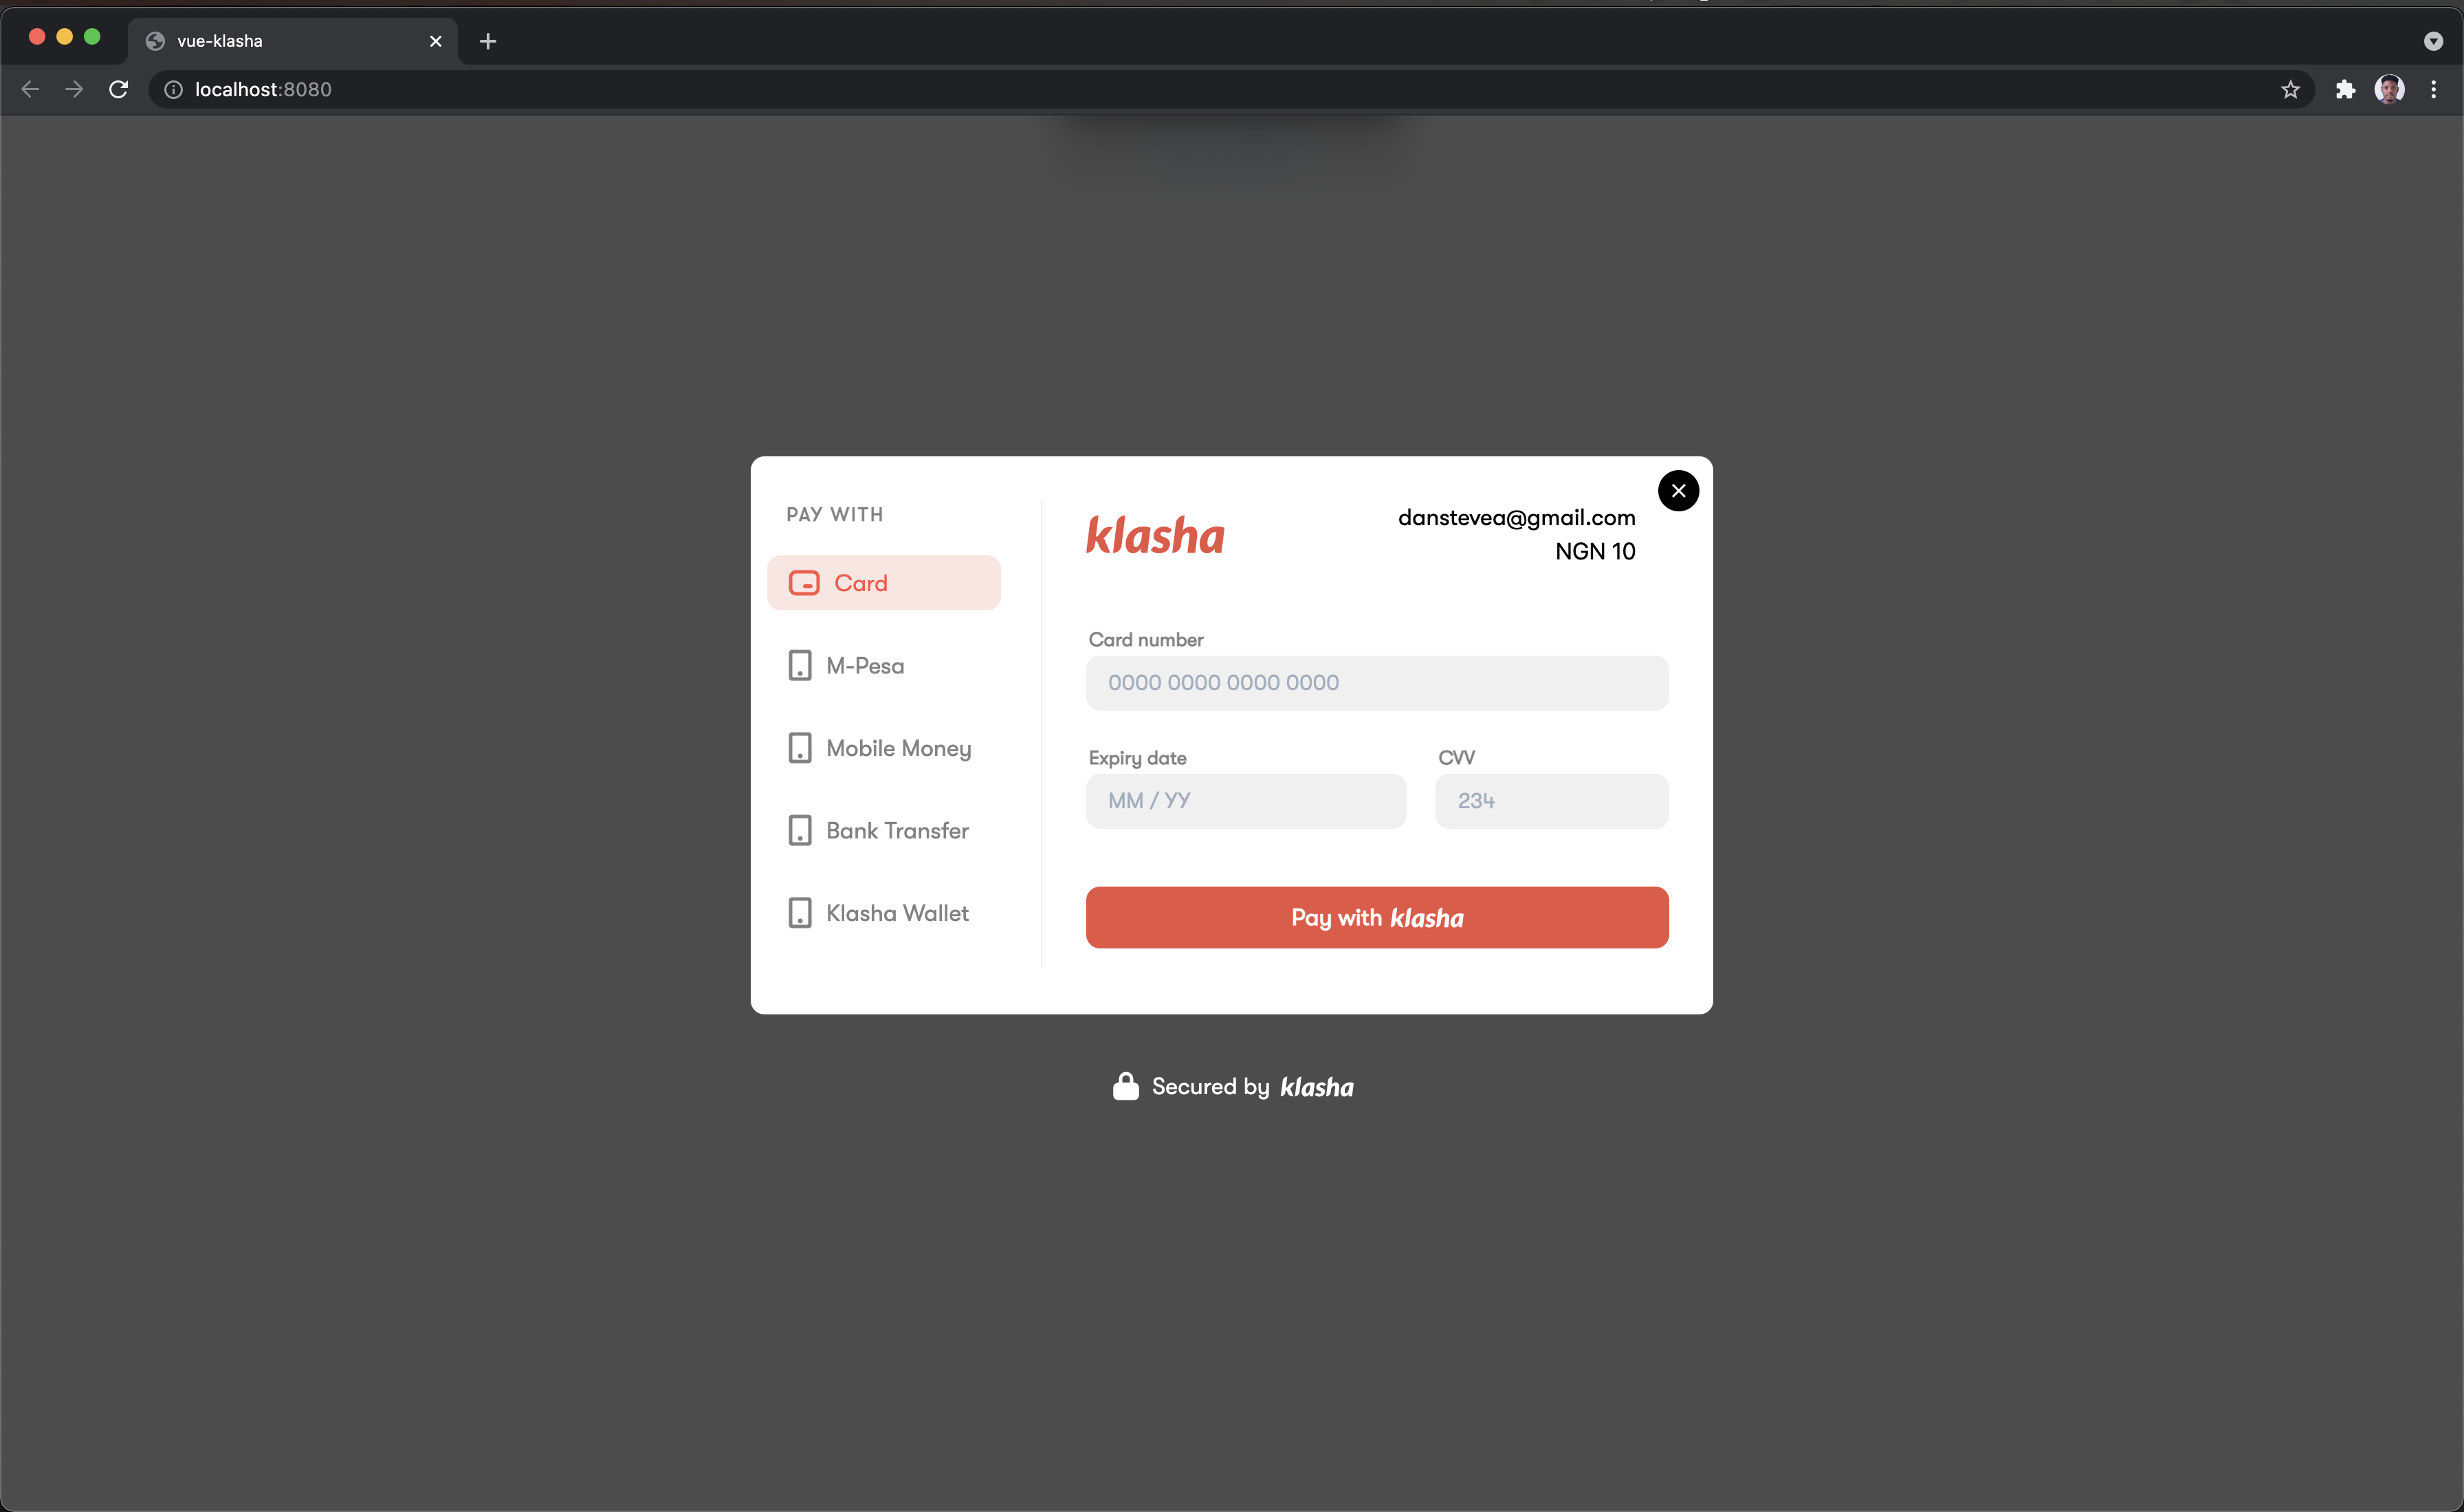 vue-klasha
localhost:8080
PAY WITH
Card
M-Pesa
Mobile Money
Bank Transfer
Klasha Wallet
klasha
danstevea@gmail.com
NGN 10
Card number
0000 0000 0000 0000
Expiry date
CVV
MM / YY
234
Pay with klasha
Secured by klasha